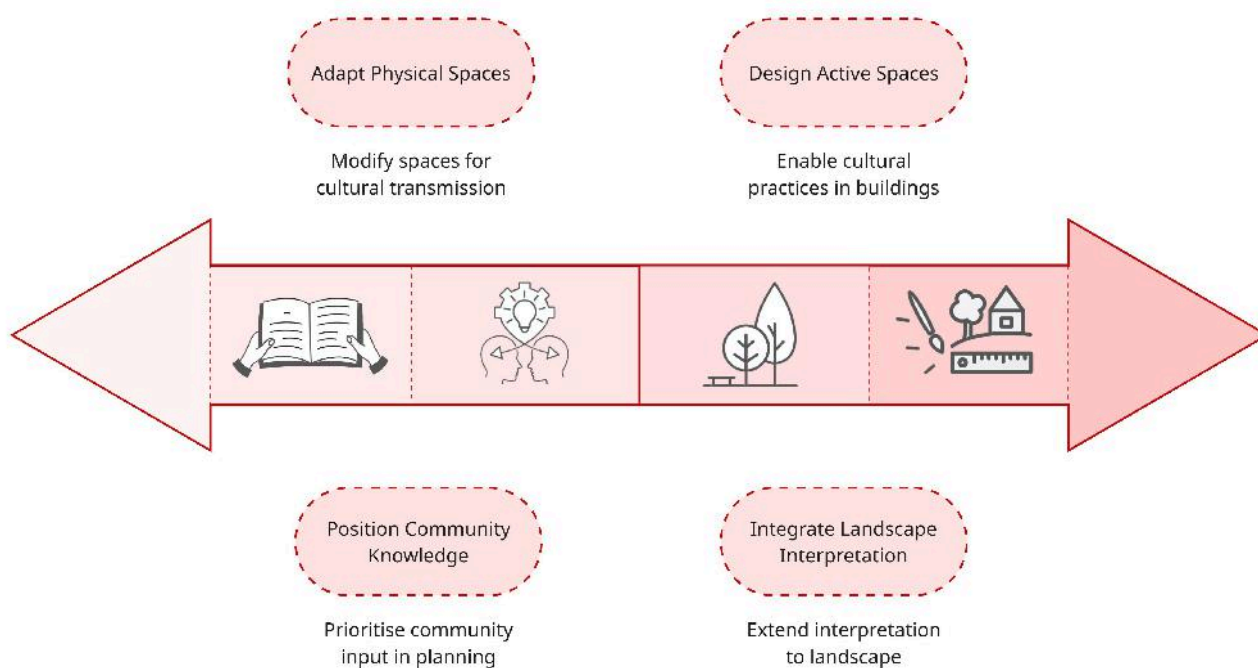 Adapt Physical Spaces
Design Active Spaces
Modify spaces for
cultural transmission
Enable cultural
practices in buildings
Position Community
Knowledge
Integrate Landscape
Interpretation
Prioritise community
input in planning
Extend interpretation
to landscape